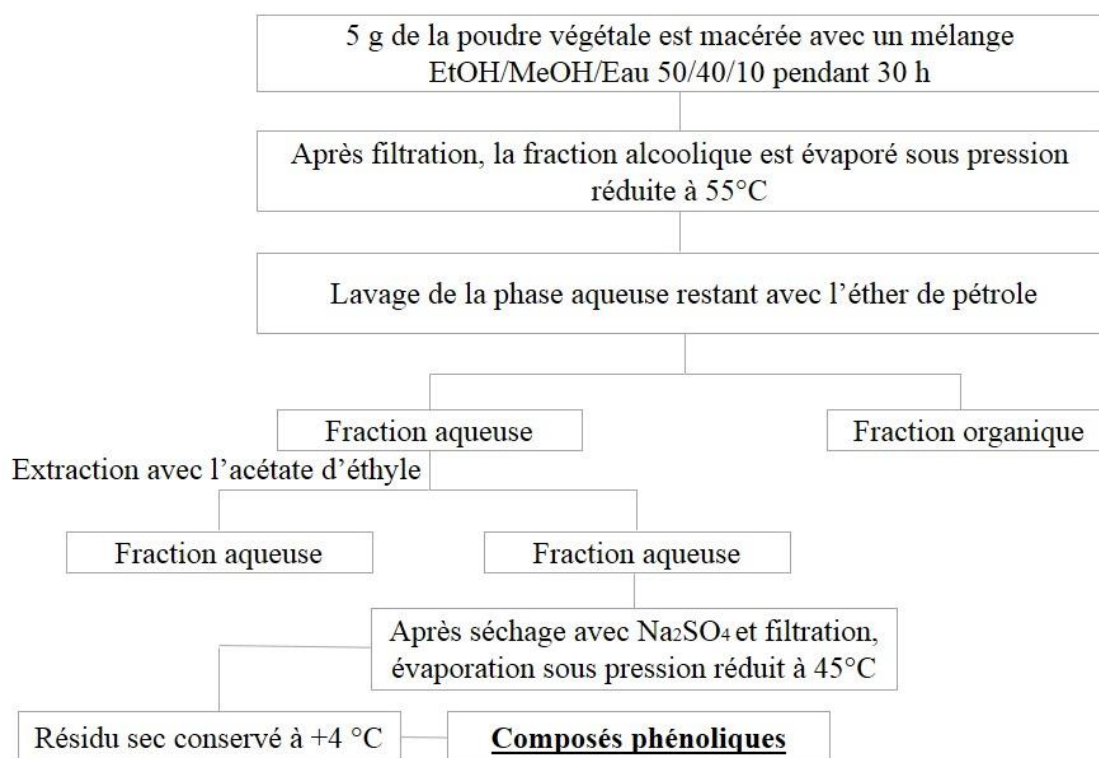 5 g de la poudre végétale est macérée avec un mélange
EtOH/MeOH/Eau 50/40/10 pendant 30 h
Après filtration, la fraction alcoolique est évaporé sous pression
réduite à 55°C
Lavage de la phase aqueuse restant avec l’éther de pétrole
Fraction aqueuse
Fraction organique
Extraction avec l’acétate d’éthyle
Fraction aqueuse
Fraction aqueuse
Après séchage avec Na₂SO₄ et filtration,
évaporation sous pression réduit à 45°C
Résidu sec conservé à +4 °C
Composés phénoliques